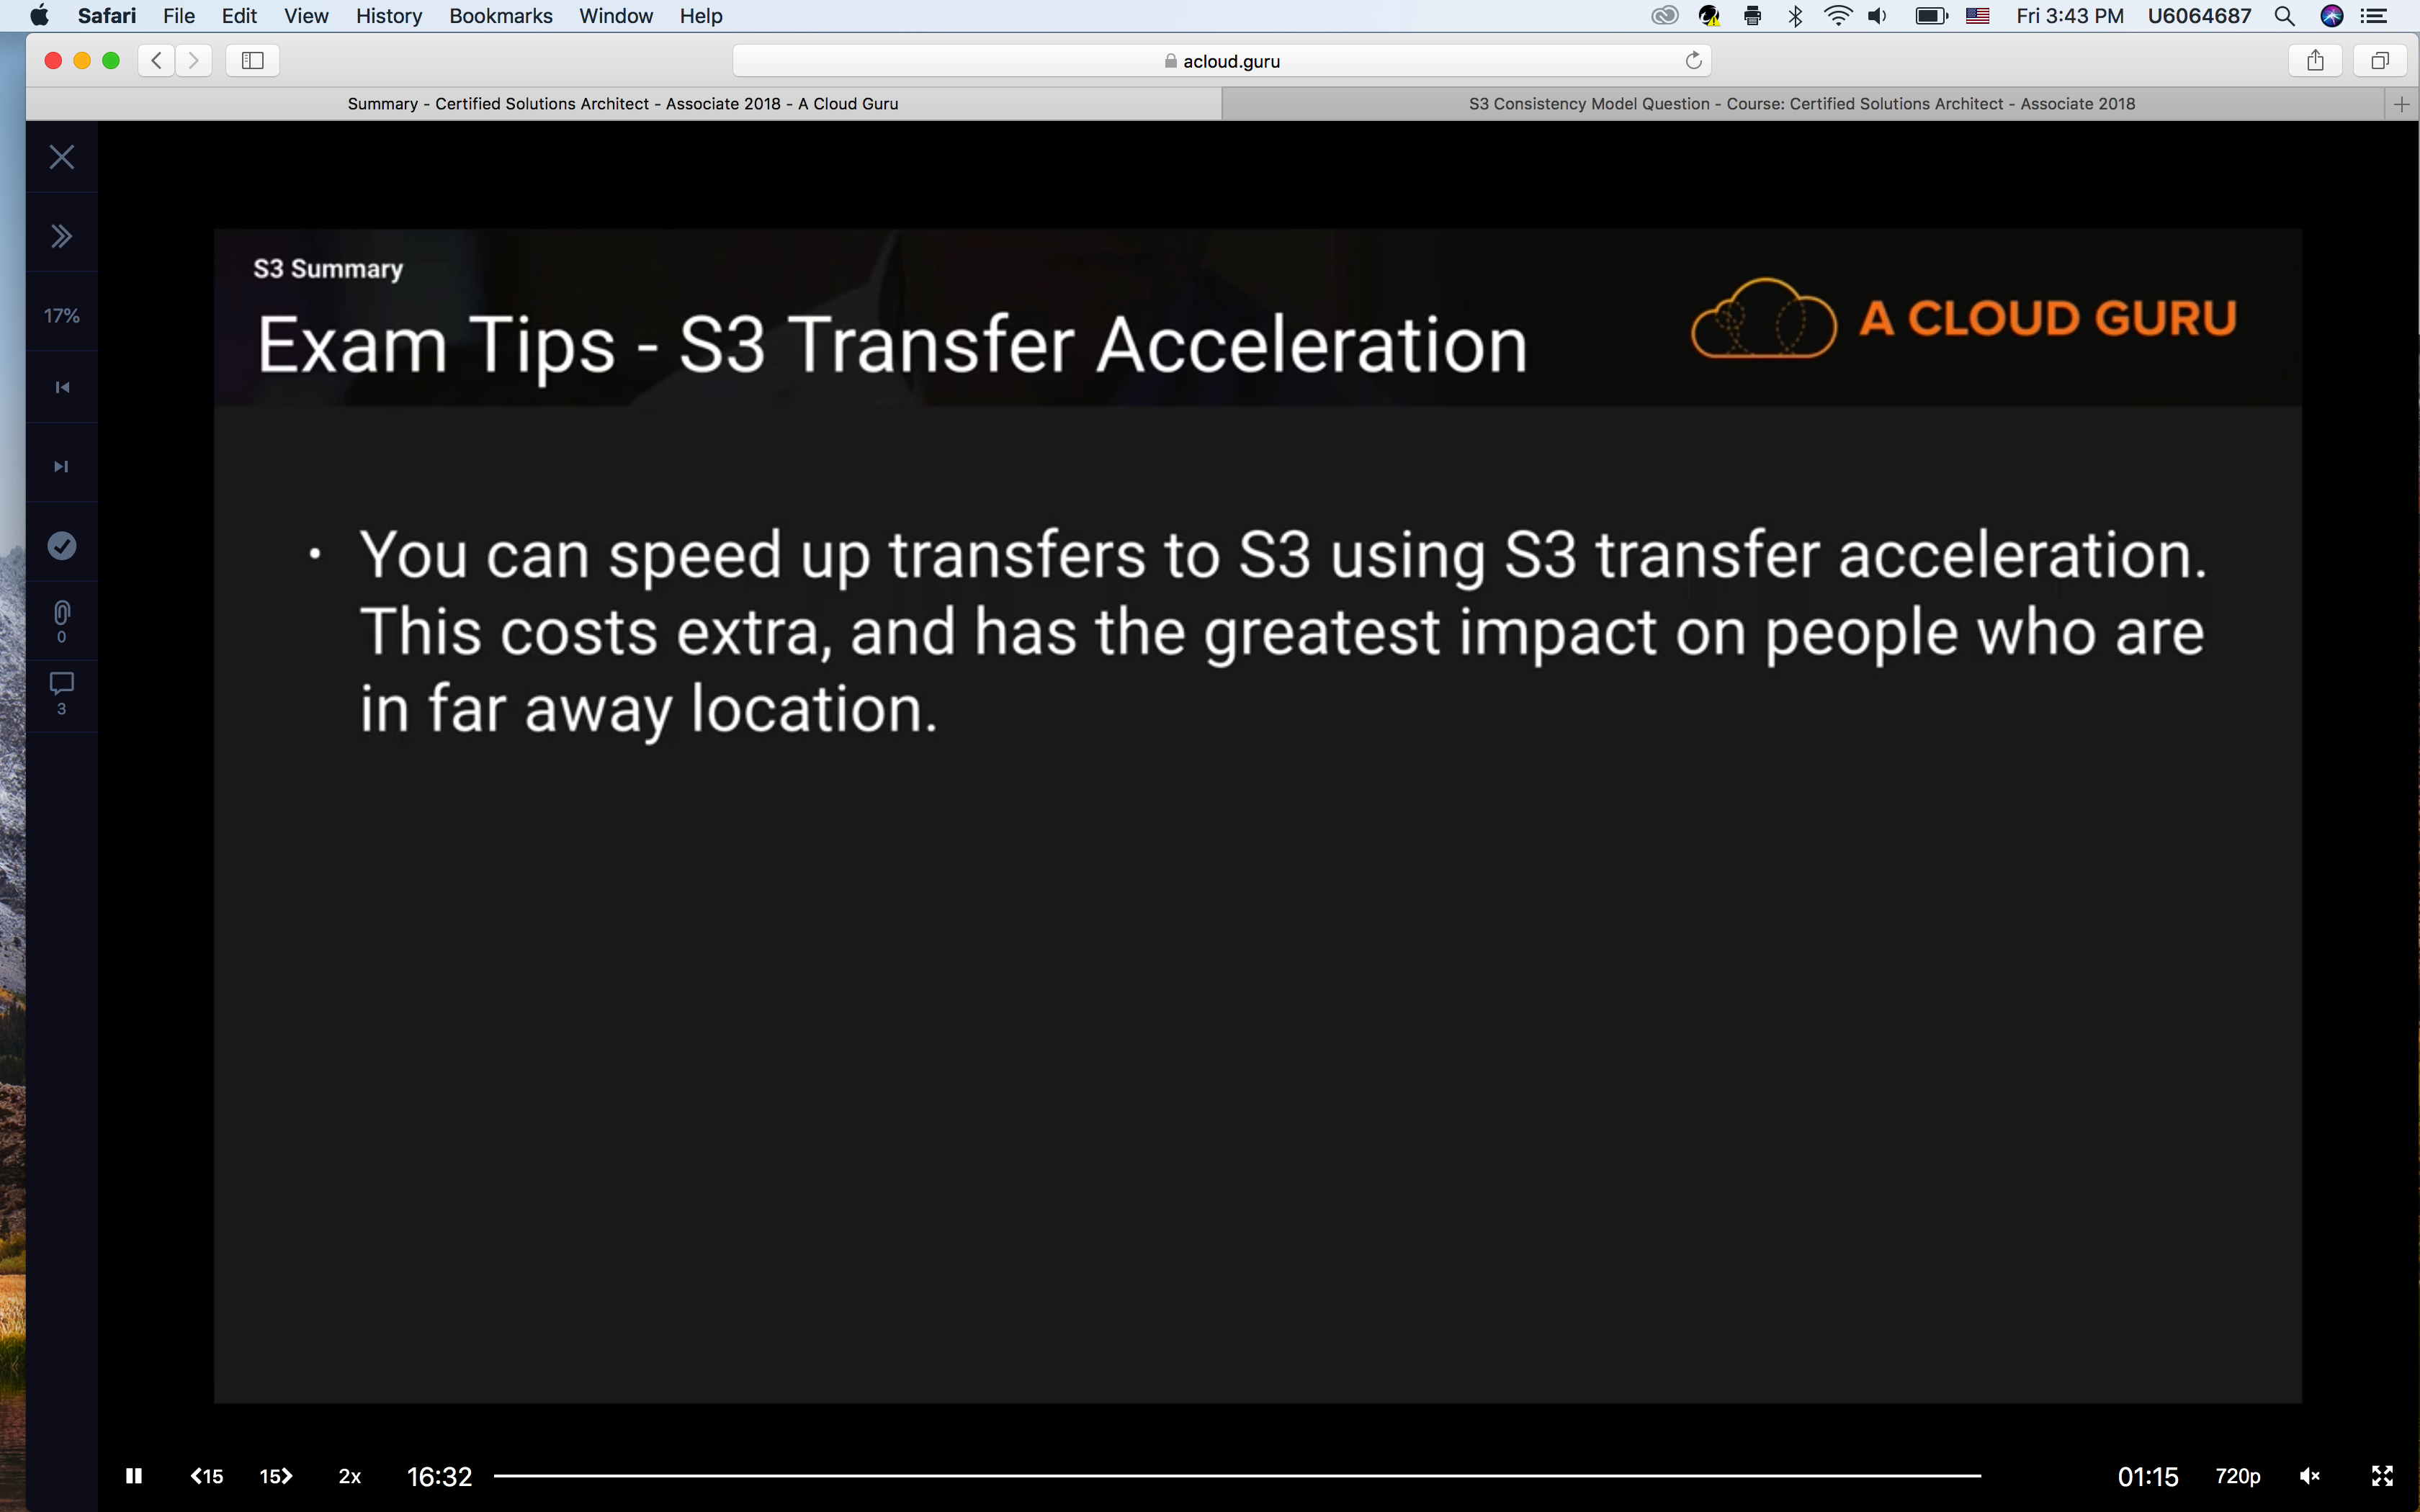 Safari File Edit View History Bookmarks Window Help Fri 3:43 PM U6064687
acloud.guru
Summary - Certified Solutions Architect - Associate 2018 - A Cloud Guru
S3 Consistency Model Question - Course: Certified Solutions Architect - Associate 2018
17%
0
3
S3 Summary
Exam Tips - S3 Transfer Acceleration
A CLOUD GURU
• You can speed up transfers to S3 using S3 transfer acceleration.
This costs extra, and has the greatest impact on people who are
in far away location.
15 15 2x 16:32 01:15 720p